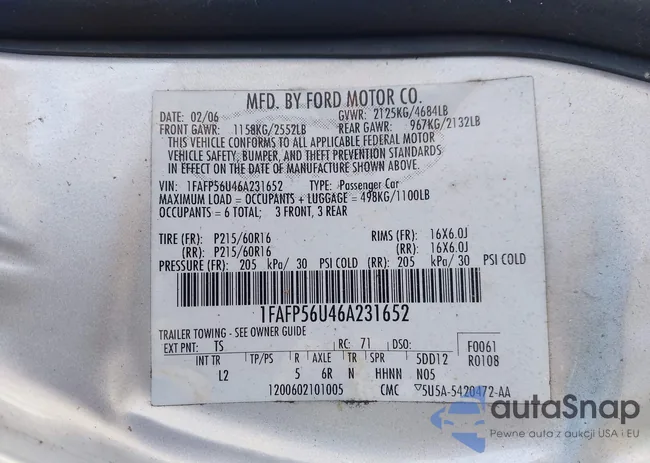 MFD. BY FORD MOTOR CO.
DATE: 02/06 GVWR: 2125KG/4684LB
FRONT GAWR: 1158KG/2552LB REAR GAWR: 967KG/2132LB
THIS VEHICLE CONFORMS TO ALL APPLICABLE FEDERAL MOTOR
VEHICLE SAFETY, BUMPER, AND THEFT PREVENTION STANDARDS
IN EFFECT ON THE DATE OF MANUFACTURE SHOWN ABOVE.
VIN: 1FAFP56U46A231652 TYPE: Passenger Car
MAXIMUM LOAD = OCCUPANTS + LUGGAGE = 498KG/1100LB
OCCUPANTS = 6 TOTAL; 3 FRONT, 3 REAR
TIRE (FR): P215/60R16 RIMS (FR): 16X6.0J
(RR): P215/60R16 (RR): 16X6.0J
PRESSURE (FR): 205 kPa/ 30 PSI COLD (RR): 205 kPa/ 30 PSI COLD
1FAFP56U46A231652
TRAILER TOWING - SEE OWNER GUIDE
EXT PNT: TS RC: 71 DSO: F0061
INT TR TP/PS R AXLE TR SPR 5DD12 R0108
L2 5 6R N HHNN N05
1200602101005 CMC 5U5A-5420472-AA
autaSnap
Pewne auta z aukcji USA i EU